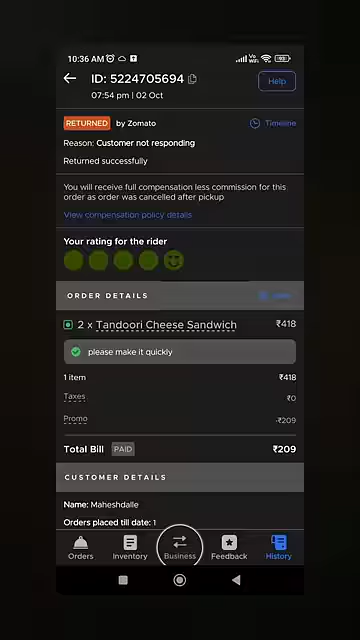 10:36 AM
ID: 5224705694
Help
07:54 pm | 02 Oct
RETURNED by Zomato
Timeline
Reason: Customer not responding
Returned successfully
You will receive full compensation less commission for this
order as order was cancelled after pickup
View compensation policy details
Your rating for the rider
ORDER DETAILS
2 x Tandoori Cheese Sandwich ₹418
please make it quickly
1 item ₹418
Taxes ₹0
Promo -₹209
Total Bill PAID ₹209
CUSTOMER DETAILS
Name: Maheshdalle
Orders placed till date: 1
Orders
Inventory
Business
Feedback
History